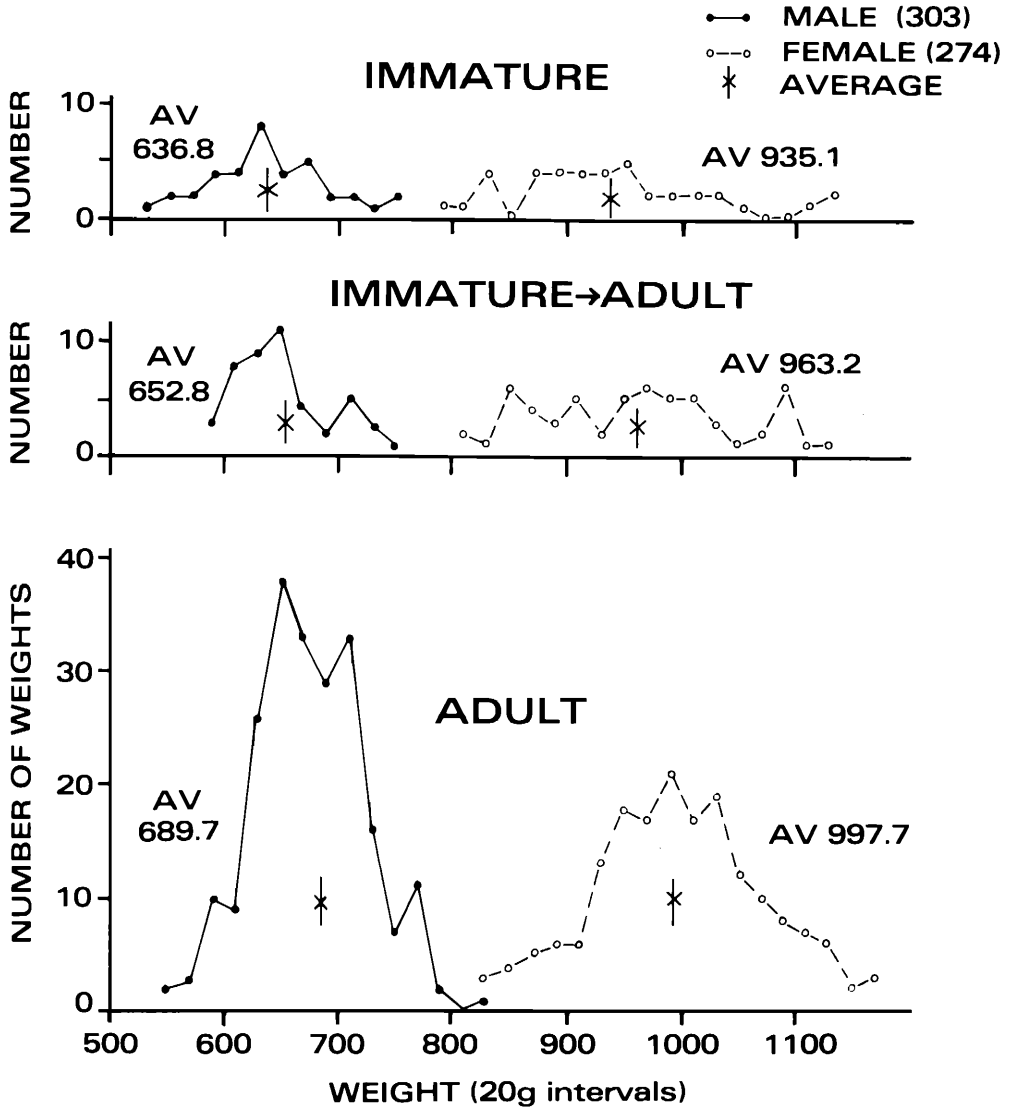 MALE (303)
FEMALE (274)
AVERAGE
IMMATURE
NUMBER
10
0
AV
636.8
AV 935.1
IMMATURE→ADULT
NUMBER
10
0
AV
652.8
AV 963.2
ADULT
NUMBER OF WEIGHTS
40
30
20
10
0
AV
689.7
AV 997.7
500 600 700 800 900 1000 1100
WEIGHT (20g intervals)